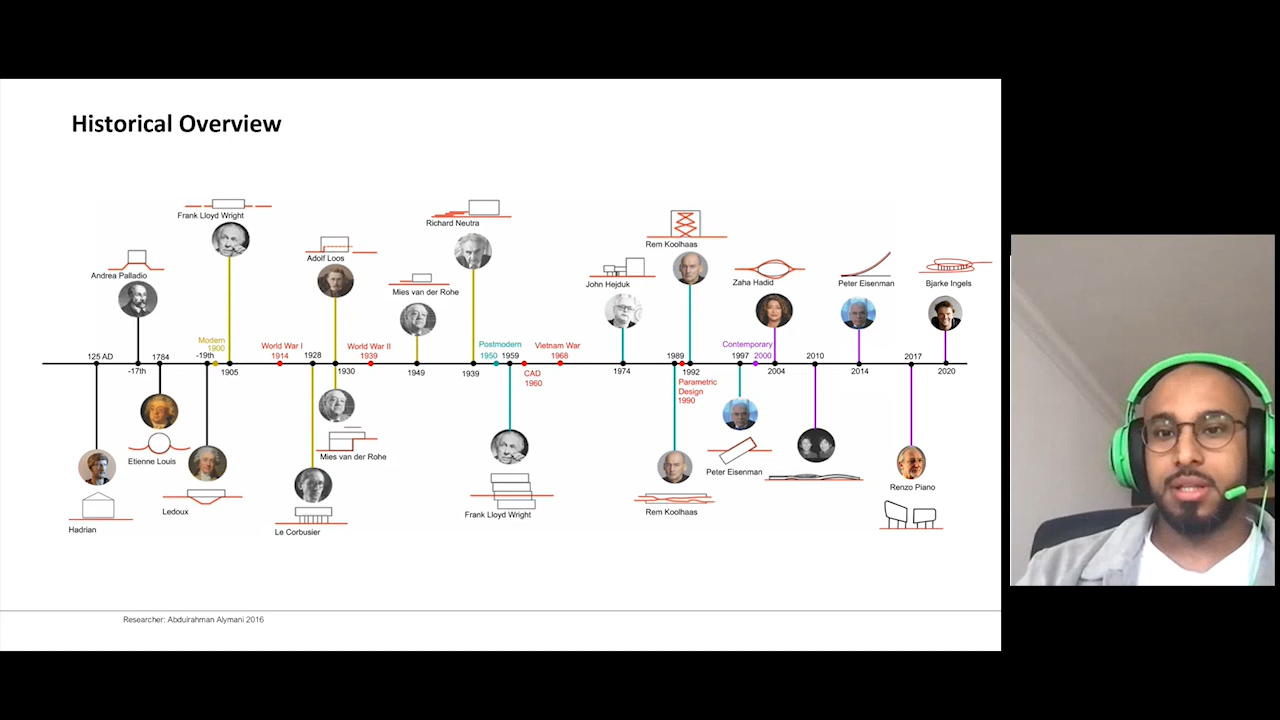 Historical Overview
Frank Lloyd Wright
Richard Neutra
Rem Koolhaas
Adolf Loos
Andrea Palladio
Mies van der Rohe
John Hejduk
Zaha Hadid
Peter Eisenman
Bjarke Ingels
Modern
1900
World War I
1914
World War II
1939
Postmodern
1950
Vietnam War
1968
Contemporary
2000
125 AD
-17th
1784
-19th
1905
1928
1930
1949
1939
1959
CAD
1960
1974
1989
1992
Parametric
Design
1990
1997
2004
2010
2014
2017
2020
Etienne Louis
Mies van der Rohe
Peter Eisenman
Renzo Piano
Ledoux
Frank Lloyd Wright
Rem Koolhaas
Hadrian
Le Corbusier
Researcher: Abdulrahman Alymani 2016